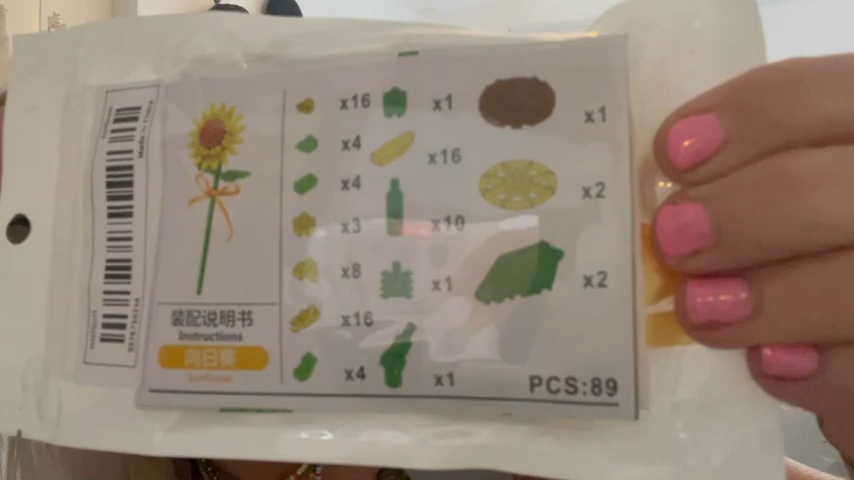 Made in China
x16
x4
x4
x3
x8
x16
x4
x1
x16
x10
x1
x1
x1
x2
x2
装配说明书
Instructions
向日葵
Sunflower
PCS:89